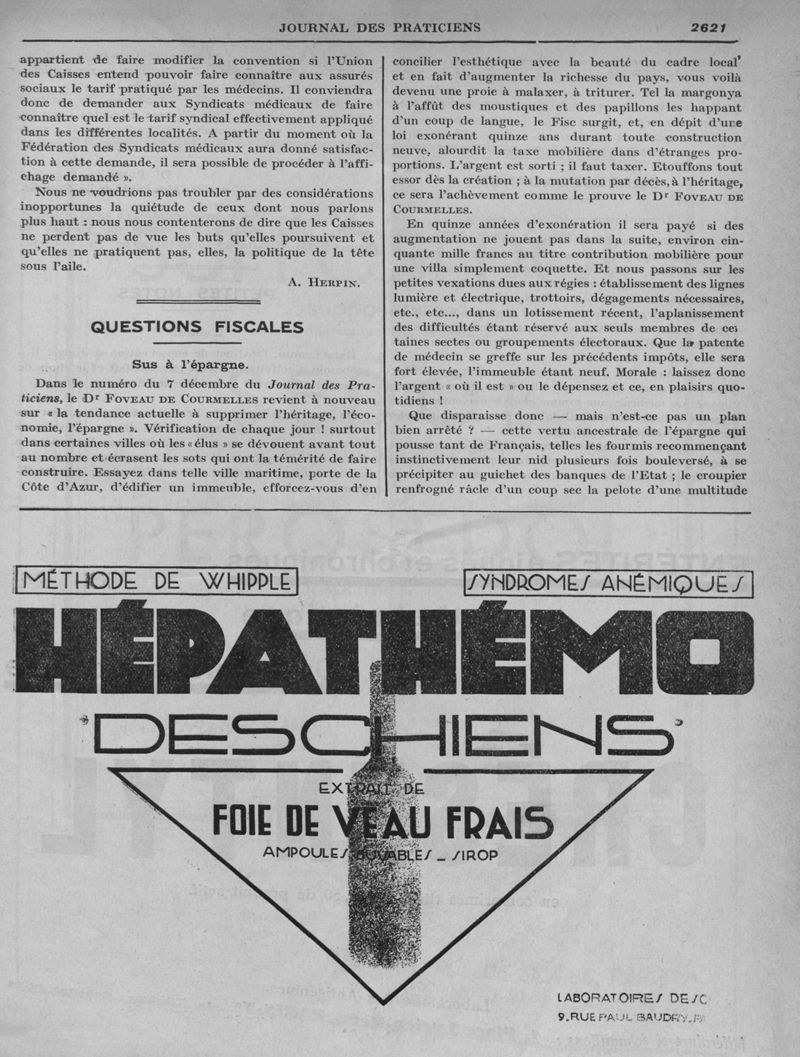 JOURNAL DES PRATICIENS 2621
appartient de faire modifier la convention si l'Union
des Caisses entend pouvoir faire connaître aux assurés
sociaux le tarif pratiqué par les médecins. Il conviendra
donc de demander aux Syndicats médicaux de faire
connaître quel est le tarif syndical effectivement appliqué
dans les différentes localités. A partir du moment où la
Fédération des Syndicats médicaux aura donné satisfac-
tion à cette demande, il sera possible de procéder à l'affi-
chage demandé ».
Nous ne voudrions pas troubler par des considérations
inopportunes la quiétude de ceux dont nous parlons
plus haut : nous nous contenterons de dire que les Caisses
ne perdent pas de vue les buts qu'elles poursuivent et
qu'elles ne pratiquent pas, elles, la politique de la tête
sous l'aile.
A. HERPIN.
QUESTIONS FISCALES
Sus à l'épargne.
Dans le numéro du 7 décembre du Journal des Pra-
ticiens, le Dr FOVEAU DE COURMELLES revient à nouveau
sur « la tendance actuelle à supprimer l'héritage, l'éco-
nomie, l'épargne ». Vérification de chaque jour ! surtout
dans certaines villes où les « élus » se dévouent avant tout
au nombre et écrasent les sots qui ont la témérité de faire
construire. Essayez dans telle ville maritime, porte de la
Côte d'Azur, d'édifier un immeuble, efforcez-vous d'en
concilier l'esthétique avec la beauté du cadre local'
et en fait d'augmenter la richesse du pays, vous voilà
devenu une proie à malaxer, à triturer. Tel la margonya
à l'affût des moustiques et des papillons les happant
d'un coup de langue, le Fisc surgit, et, en dépit d'une
loi exonérant quinze ans durant toute construction
neuve, alourdit la taxe mobilière dans d'étranges pro-
portions. L'argent est sorti ; il faut taxer. Etouffons tout
essor dès la création ; à la mutation par décès, à l'héritage,
ce sera l'achèvement comme le prouve le Dr FOVEAU DE
COURMELLES.
En quinze années d'exonération il sera payé si des
augmentation ne jouent pas dans la suite, environ cin-
quante mille francs au titre contribution mobilière pour
une villa simplement coquette. Et nous passons sur les
petites vexations dues aux régies : établissement des lignes
lumière et électrique, trottoirs, dégagements nécessaires,
etc., etc..., dans un lotissement récent, l'aplanissement
des difficultés étant réservé aux seuls membres de cer
taines sectes ou groupements électoraux. Que la patente
de médecin se greffe sur les précédents impôts, elle sera
fort élevée, l'immeuble étant neuf. Morale : laissez donc
l'argent « où il est » ou le dépensez et ce, en plaisirs quo-
tidiens !
Que disparaisse donc — mais n'est-ce pas un plan
bien arrêté ? — cette vertu ancestrale de l'épargne qui
pousse tant de Français, telles les fourmis recommençant
instinctivement leur nid plusieurs fois bouleversé, à se
précipiter au guichet des banques de l'Etat ; le croupier
renfrogné râcle d'un coup sec la pelote d'une multitude
MÉTHODE DE WHIPPLE
SYNDROMES ANÉMIQUES
HÉPATHÉMO
"DESCHIENS"
EXTRAIT DE
FOIE DE VEAU FRAIS
AMPOULES BUVABLES _ SIROP
LABORATOIRES DESC
9.RUE PAUL BAUDRY.PA